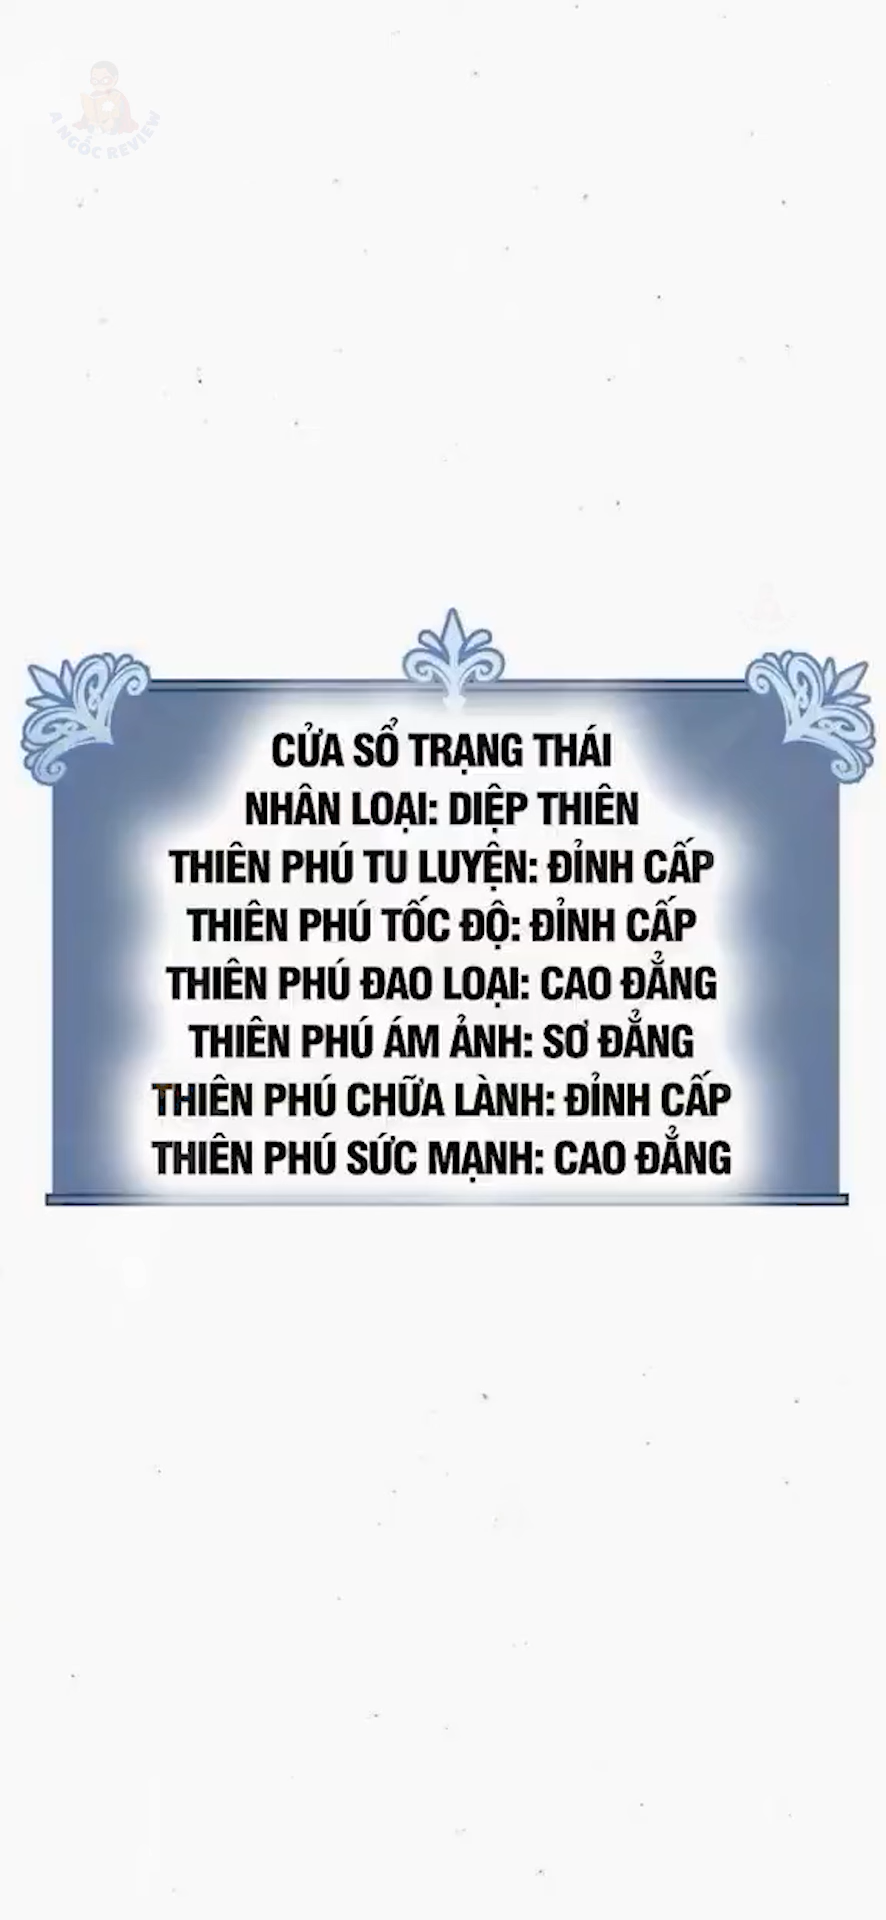 A NGỐC REVIEW
CỬA SỔ TRẠNG THÁI
NHÂN LOẠI: DIỆP THIÊN
THIÊN PHÚ TU LUYỆN: ĐỈNH CẤP
THIÊN PHÚ TỐC ĐỘ: ĐỈNH CẤP
THIÊN PHÚ ĐAO LOẠI: CAO ĐẲNG
THIÊN PHÚ ÁM ẢNH: SƠ ĐẲNG
THIÊN PHÚ CHỮA LÀNH: ĐỈNH CẤP
THIÊN PHÚ SỨC MẠNH: CAO ĐẲNG